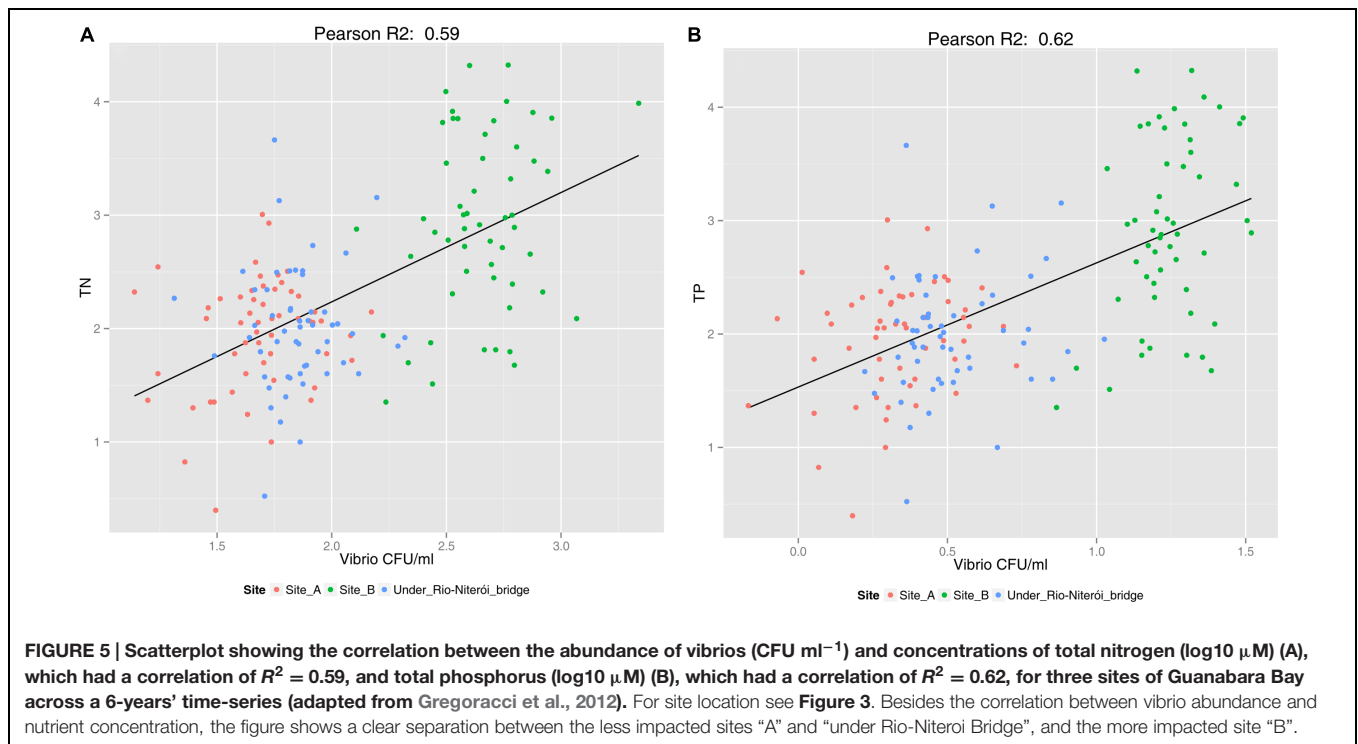 A
Pearson R2: 0.59
TN
4
3
2
1
1.5 2.0 2.5 3.0
Vibrio CFU/ml
Site Site_A Site_B Under_Rio-Niterói_bridge
B
Pearson R2: 0.62
TP
4
3
2
1
0.0 0.5 1.0 1.5
Vibrio CFU/ml
Site Site_A Site_B Under_Rio-Niterói_bridge
FIGURE 5 | Scatterplot showing the correlation between the abundance of vibrios (CFU ml−1) and concentrations of total nitrogen (log10 μM) (A),
which had a correlation of R2 = 0.59, and total phosphorus (log10 μM) (B), which had a correlation of R2 = 0.62, for three sites of Guanabara Bay
across a 6-years' time-series (adapted from Gregoracci et al., 2012). For site location see Figure 3. Besides the correlation between vibrio abundance and
nutrient concentration, the figure shows a clear separation between the less impacted sites “A” and “under Rio-Niteroi Bridge”, and the more impacted site “B”.